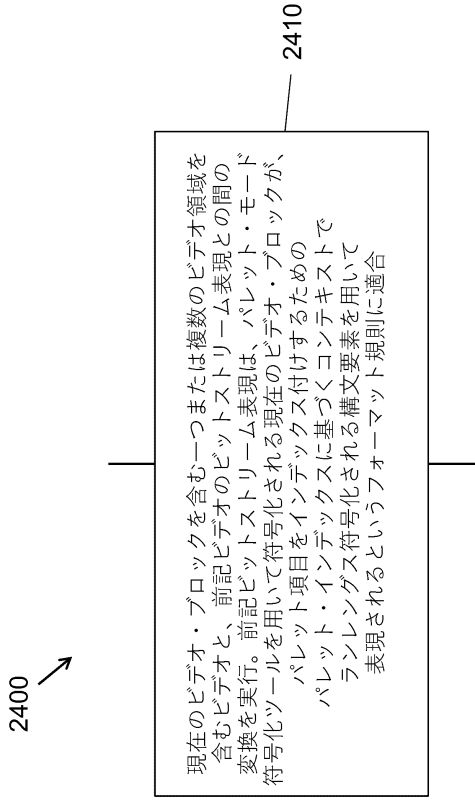 2400
2410
現在のビデオ・ブロックを含む一つまたは複数のビデオ領域を
含むビデオと、前記ビデオのビットストリーム表現との間の
変換を実行。前記ビットストリーム表現は、パレット・モード
符号化ツールを用いて符号化される現在のビデオ・ブロックが、
パレット項目をインデックス付けするための
パレット・インデックスに基づくコンテキストで
ランレングス符号化される構文要素を用いて
表現されるというフォーマット規則に適合